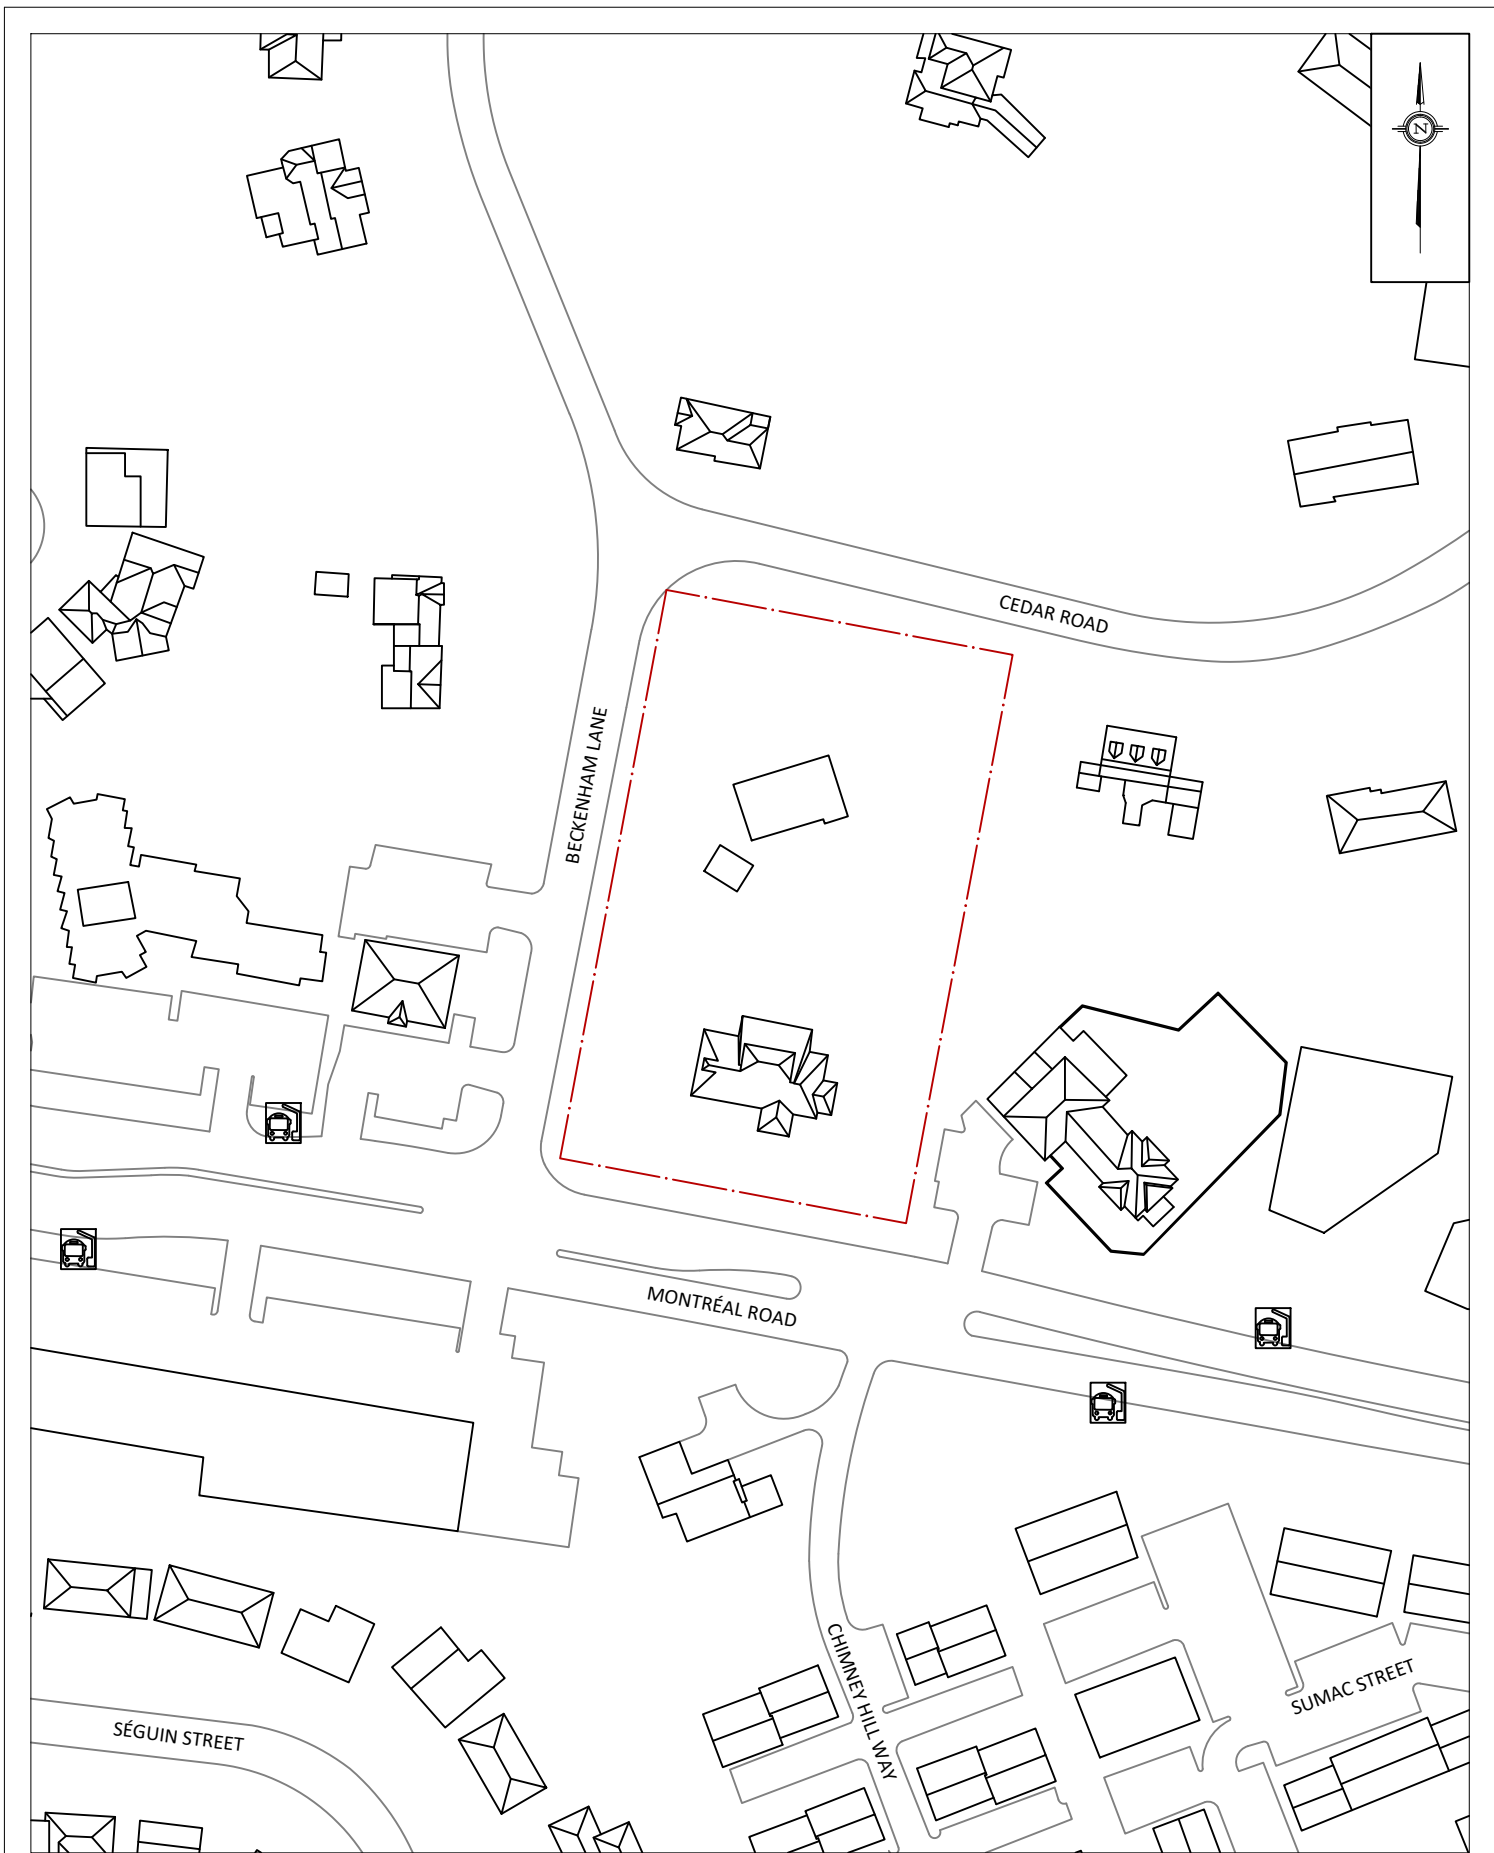 N
CEDAR ROAD
BECKENHAM LANE
MONTRÉAL ROAD
CHIMNEY HILL WAY
SUMAC STREET
SÉGUIN STREET